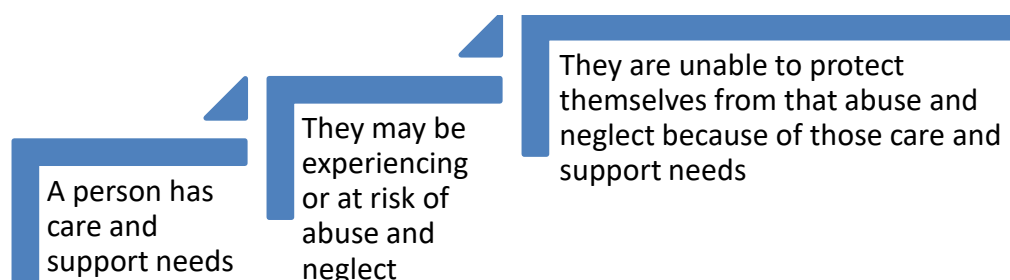 A person has
care and
support needs
They may be
experiencing
or at risk of
abuse and
neglect
They are unable to protect
themselves from that abuse and
neglect because of those care and
support needs